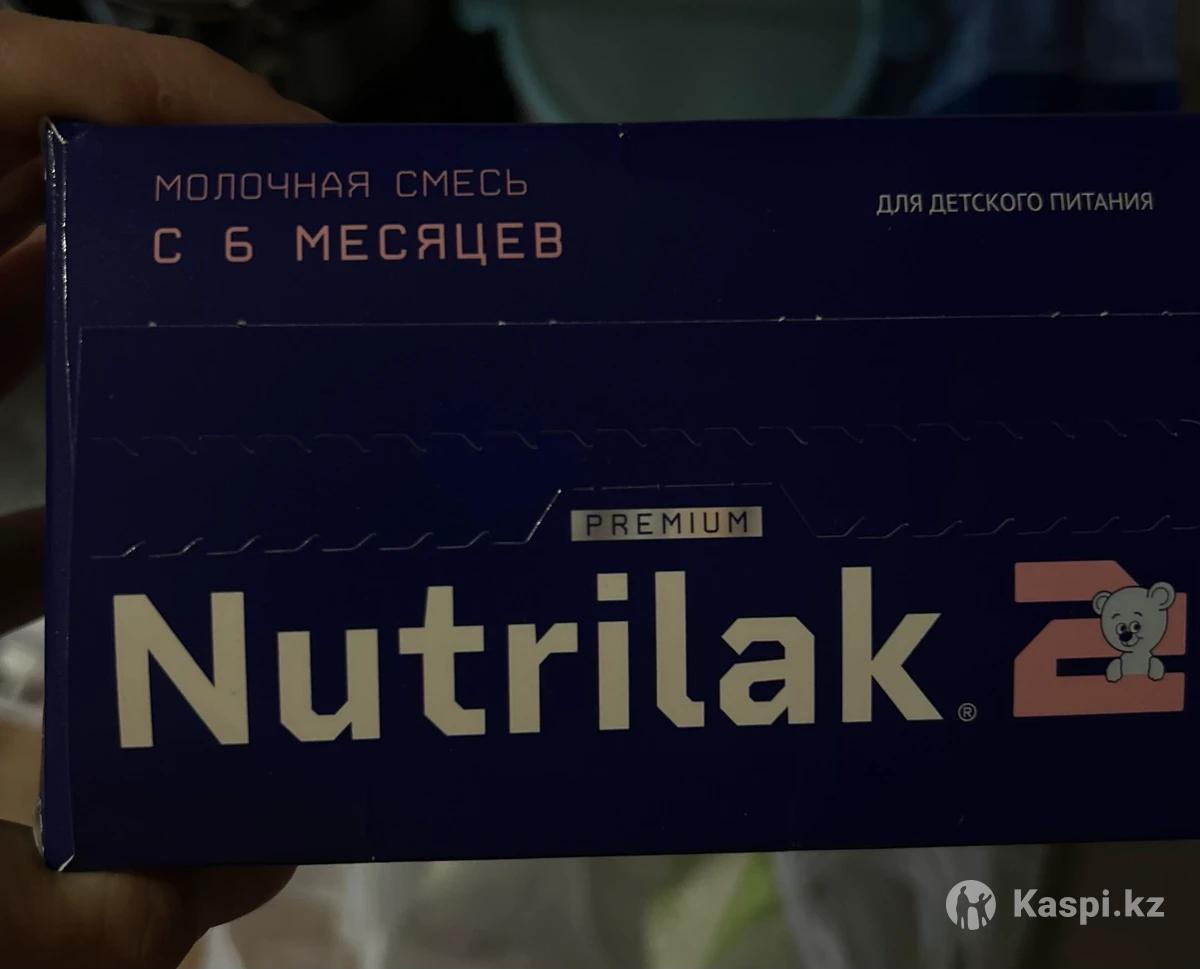 МОЛОЧНАЯ СМЕСЬ
С 6 МЕСЯЦЕВ
ДЛЯ ДЕТСКОГО ПИТАНИЯ
PREMIUM
Nutrilak® 2
Kaspi.kz